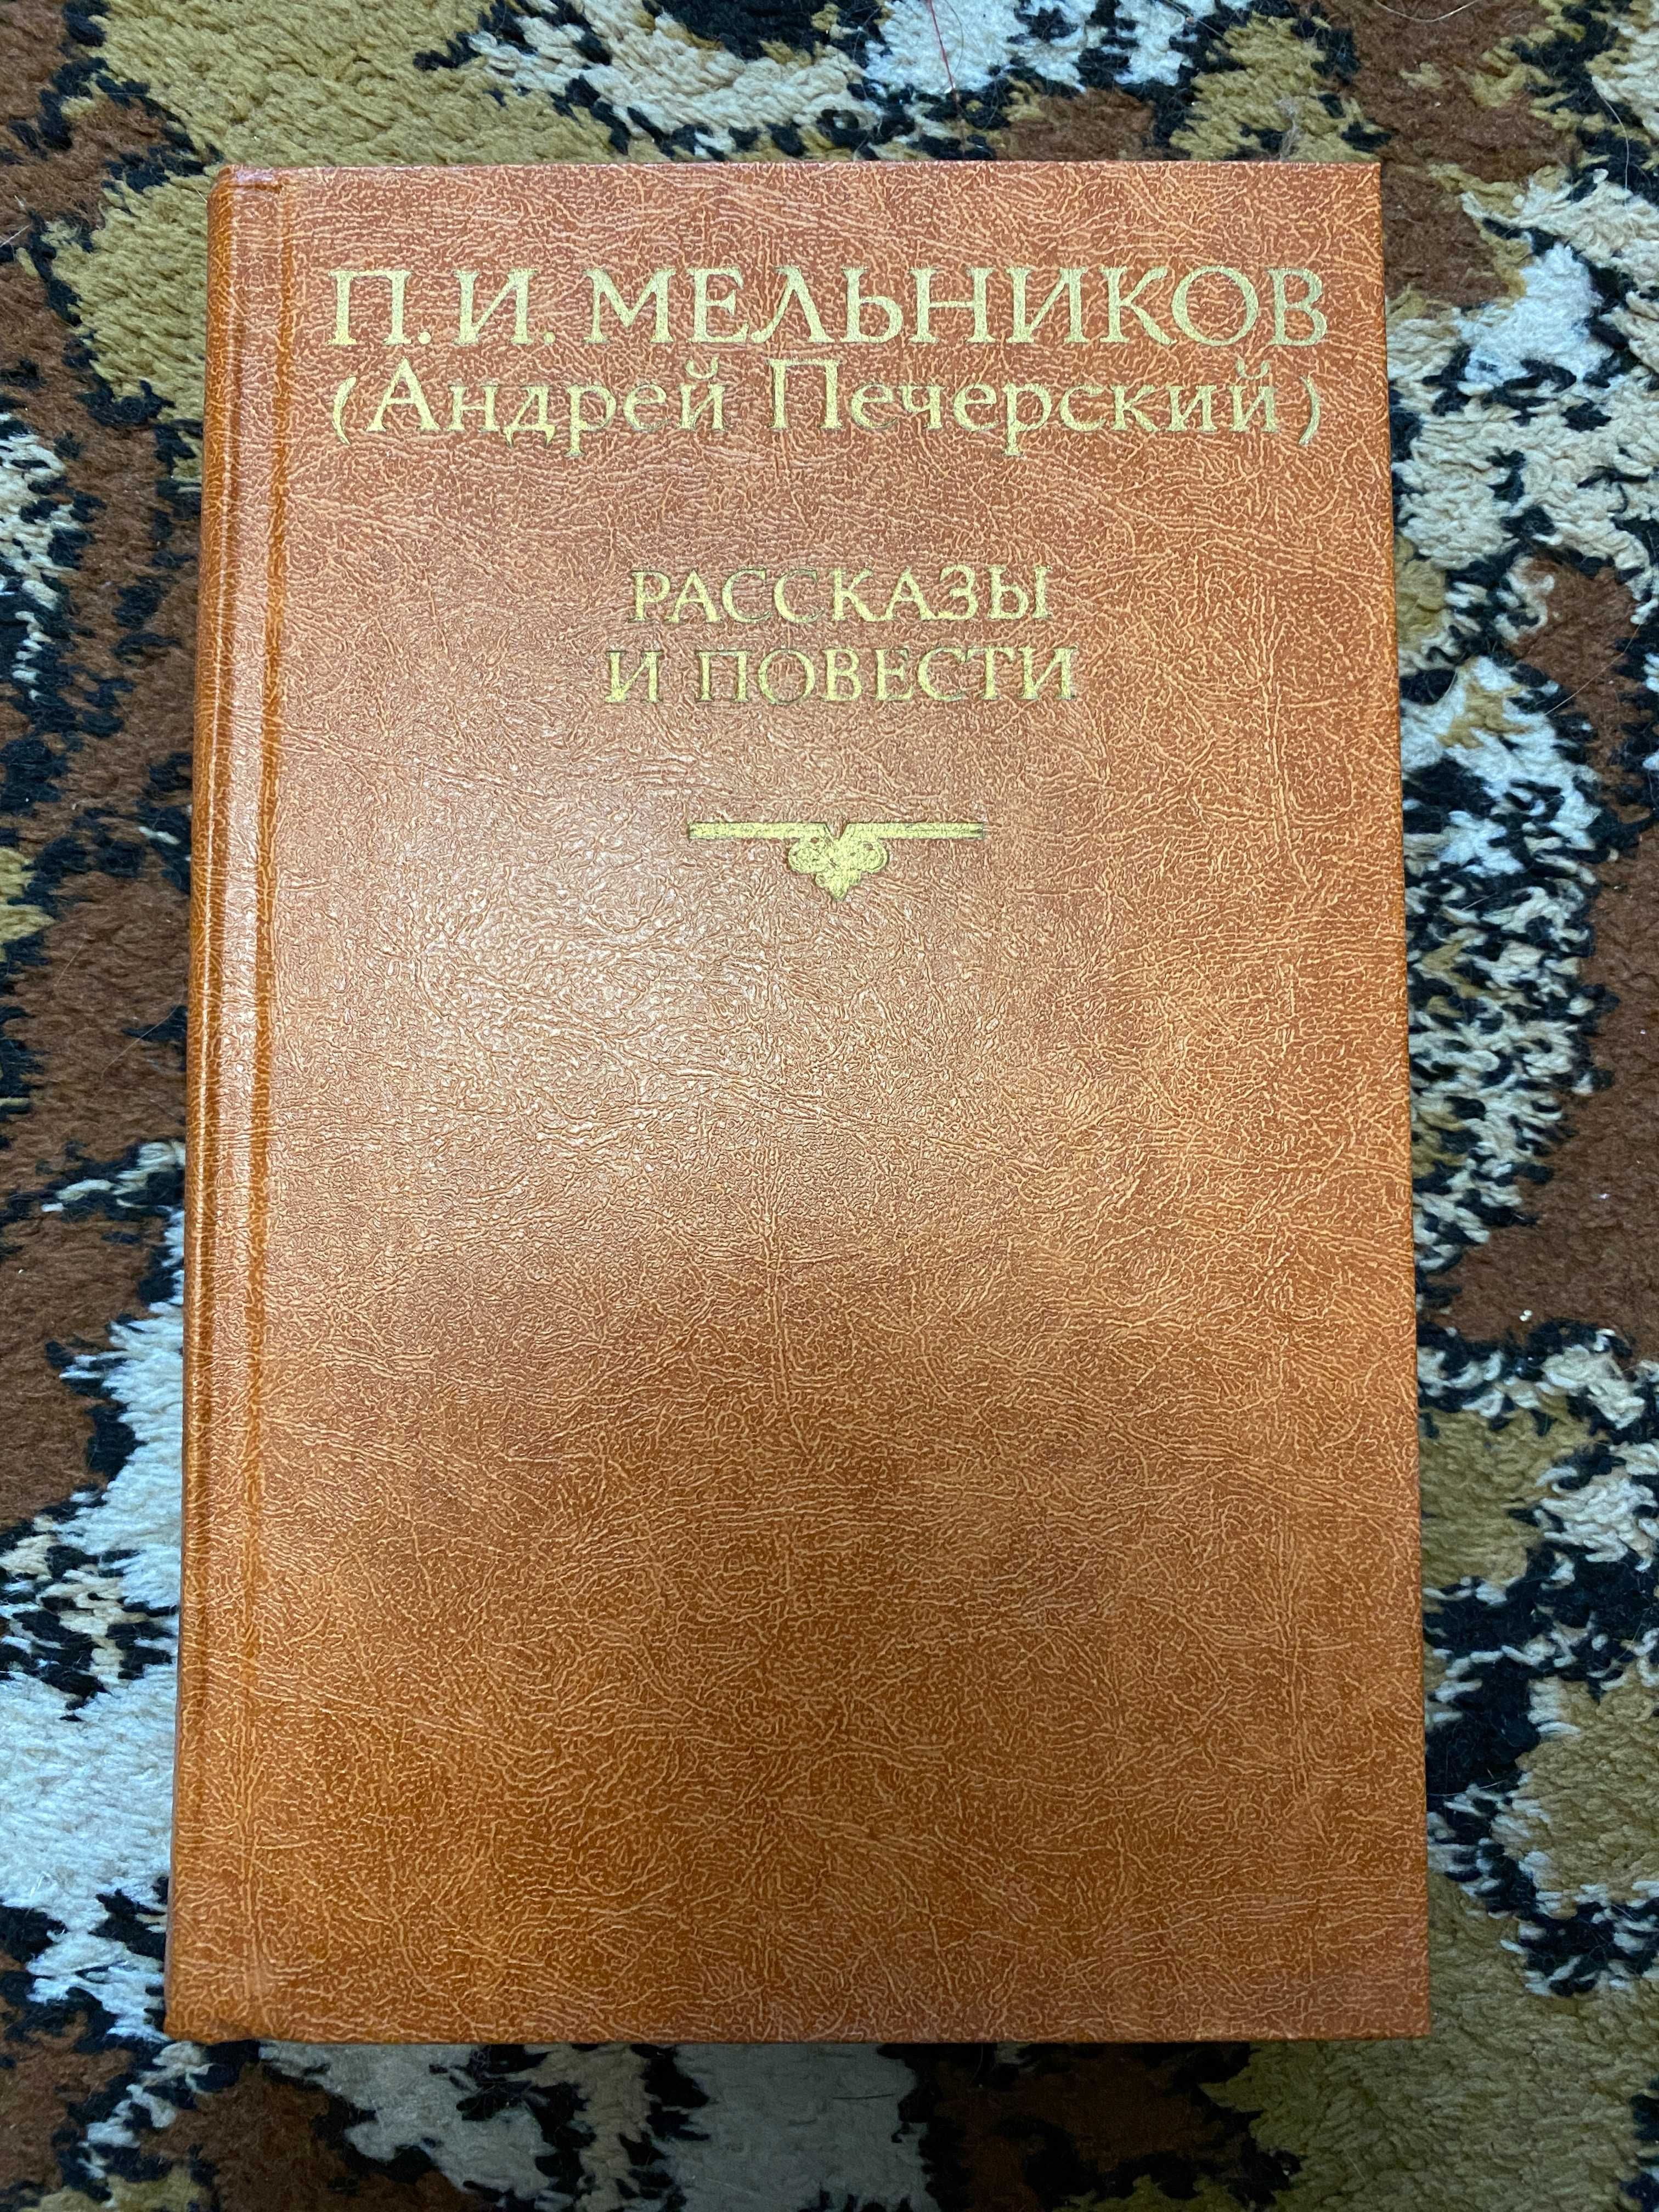 П.И. МЕЛЬНИКОВ
(Андрей Печерский)
РАССКАЗЫ
И ПОВЕСТИ